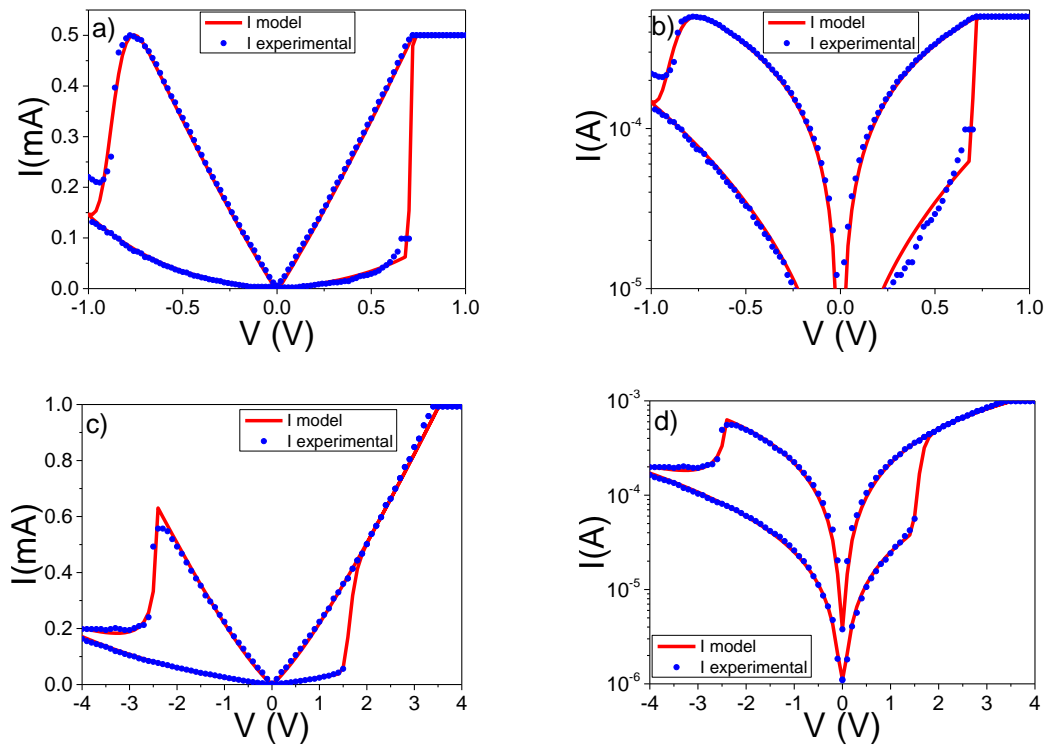 a)
I model
I experimental
0.5
0.4
0.3
0.2
0.1
0.0
I(mA)
-1.0 -0.5 0.0 0.5 1.0
V (V)
b)
I model
I experimental
10-4
10-5
I(A)
-1.0 -0.5 0.0 0.5 1.0
V (V)
c)
I model
I experimental
1.0
0.8
0.6
0.4
0.2
0.0
I(mA)
-4 -3 -2 -1 0 1 2 3 4
V (V)
d)
10-3
10-4
10-5
10-6
I(A)
I model
I experimental
-4 -3 -2 -1 0 1 2 3 4
V (V)